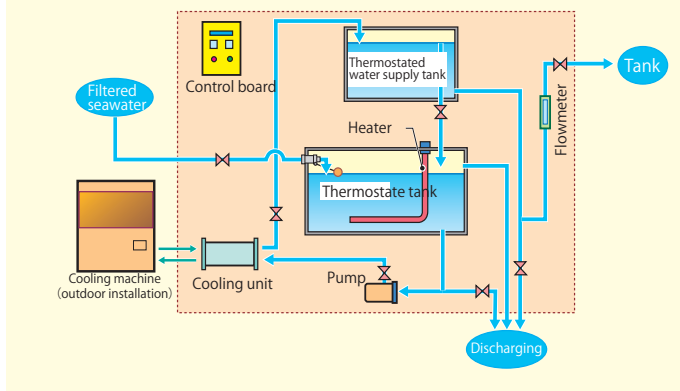 Control board
Thermostated
water supply tank
Tank
Filtered
seawater
Flowmeter
Heater
Thermostate tank
Cooling machine
(outdoor installation)
Cooling unit
Pump
Discharging